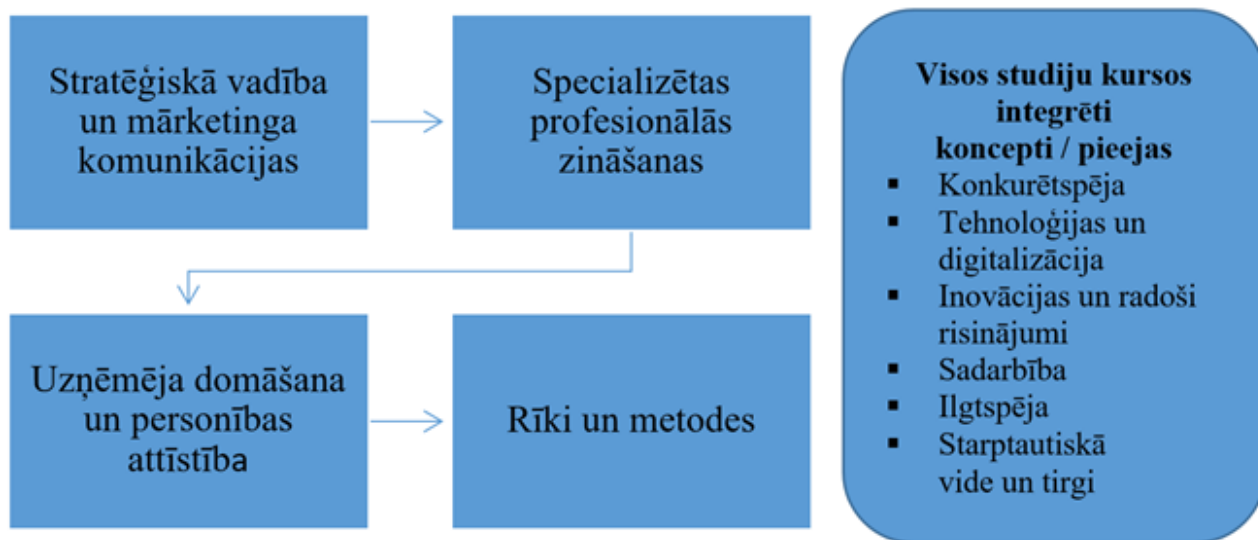 Stratēģiskā vadība
un mārketinga
komunikācijas
Specializētas
profesionālās
zināšanas
Uzņēmēja domāšana
un personības
attīstība
Rīki un metodes
Visos studiju kursos
integrēti
koncepti / pieejas
▪ Konkurētspēja
▪ Tehnoloģijas un
digitalizācija
▪ Inovācijas un radoši
risinājumi
▪ Sadarbība
▪ Ilgtspēja
▪ Starptautiskā
vide un tirgi